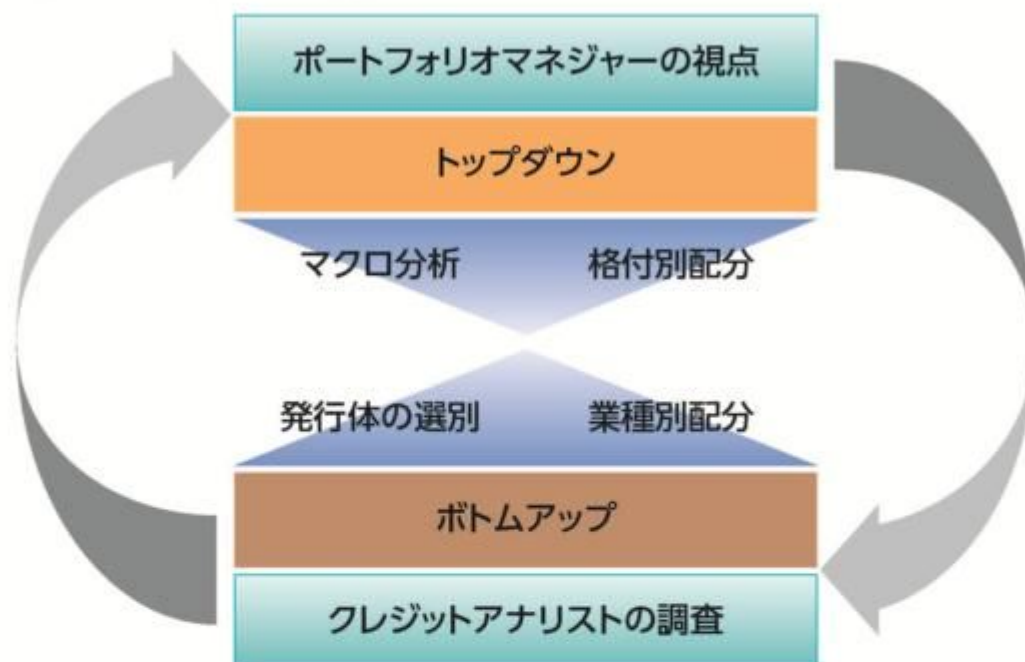 ポートフォリオマネジャーの視点
トップダウン
マクロ分析 格付別配分
発行体の選別 業種別配分
ボトムアップ
クレジットアナリストの調査